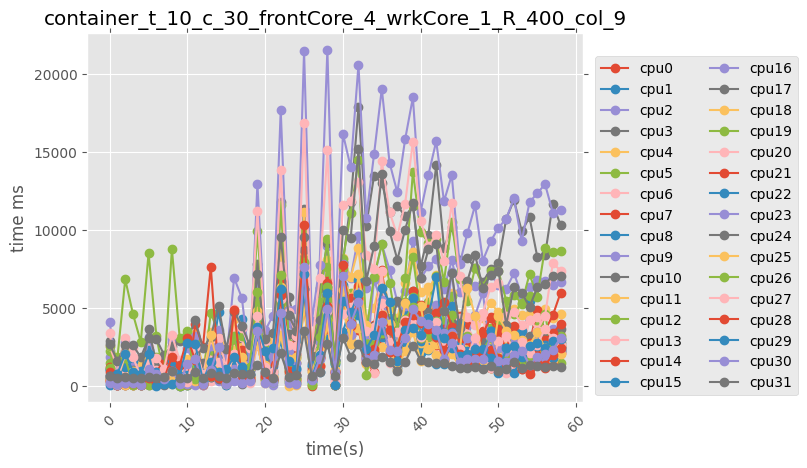 container_t_10_c_30_frontCore_4_wrkCore_1_R_400_col_9
time ms
20000
15000
10000
5000
0
0
10
20
30
40
50
60
time(s)
cpu0
cpu1
cpu2
cpu3
cpu4
cpu5
cpu6
cpu7
cpu8
cpu9
cpu10
cpu11
cpu12
cpu13
cpu14
cpu15
cpu16
cpu17
cpu18
cpu19
cpu20
cpu21
cpu22
cpu23
cpu24
cpu25
cpu26
cpu27
cpu28
cpu29
cpu30
cpu31